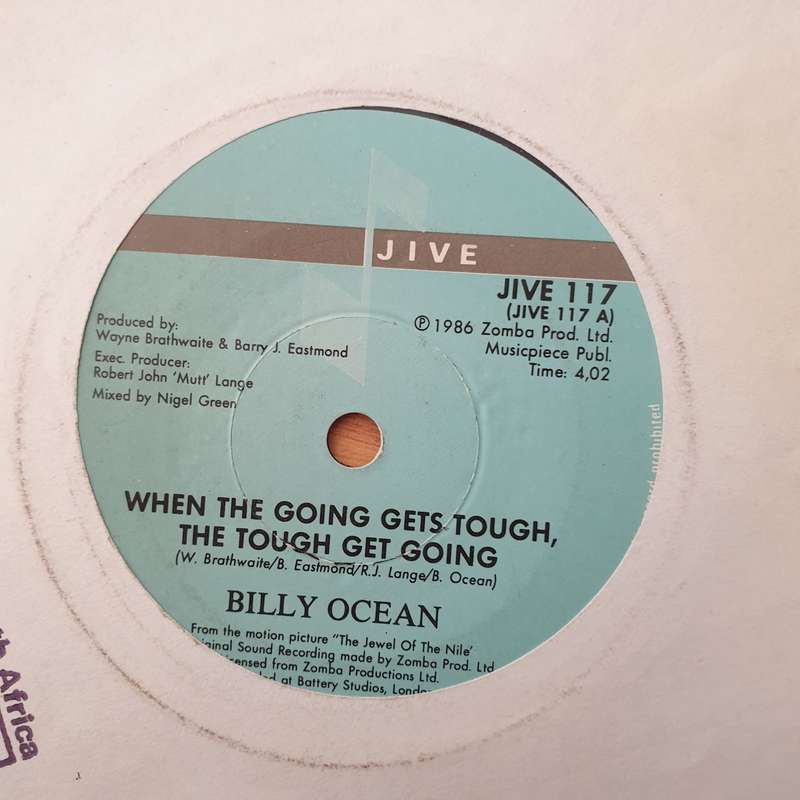 JIVE
JIVE 117
(JIVE 117 A)
℗ 1986 Zomba Prod. Ltd.
Musicpiece Publ.
Time: 4,02
Produced by:
Wayne Brathwaite & Barry J. Eastmond
Exec. Producer:
Robert John 'Mutt' Lange
Mixed by Nigel Green
prohibited
WHEN THE GOING GETS TOUGH,
THE TOUGH GET GOING
(W. Brathwaite/B. Eastmond/R.J. Lange/B. Ocean)
BILLY OCEAN
From the motion picture "The Jewel Of The Nile'
Sound Recording made by Zomba Prod. Ltd
from Zomba Productions Ltd.
at Battery Studios,
Africa